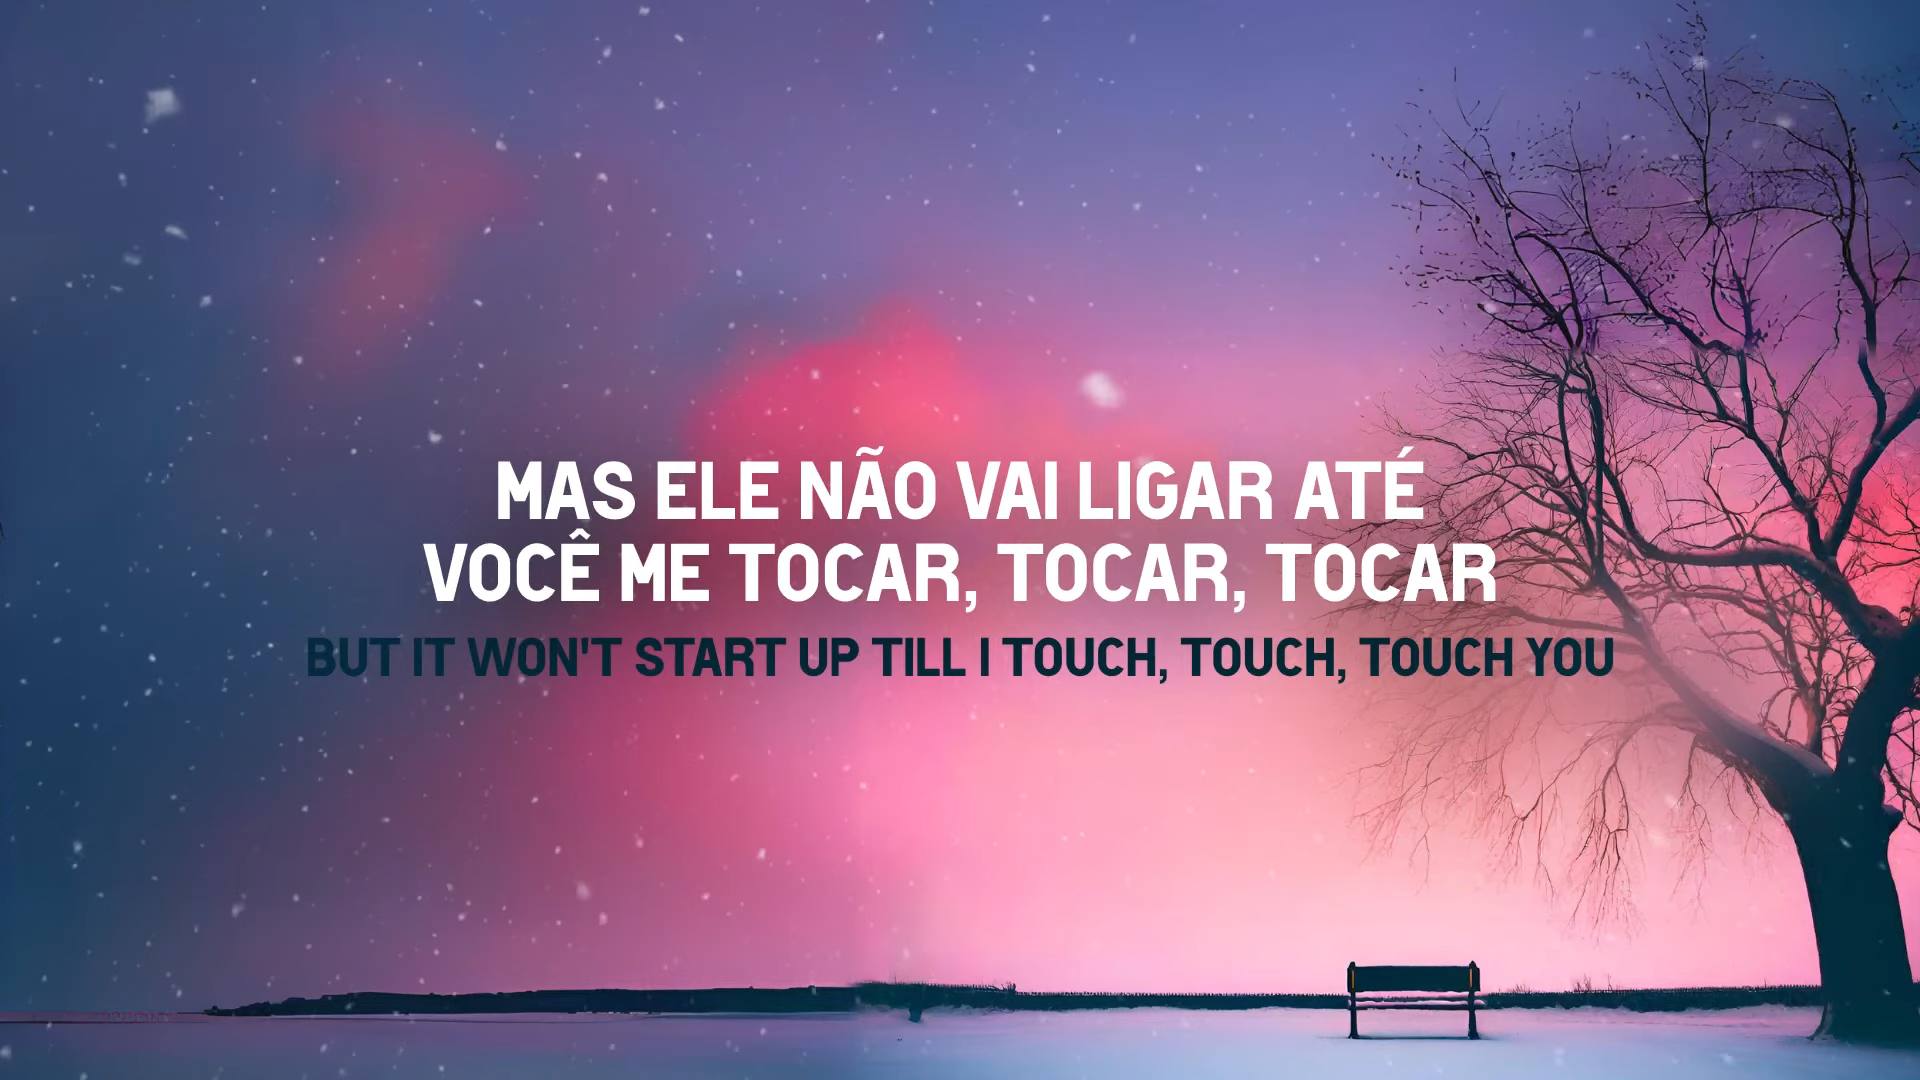 MAS ELE NÃO VAI LIGAR ATÉ
VOCÊ ME TOCAR, TOCAR, TOCAR
BUT IT WON'T START UP TILL I TOUCH, TOUCH, TOUCH YOU